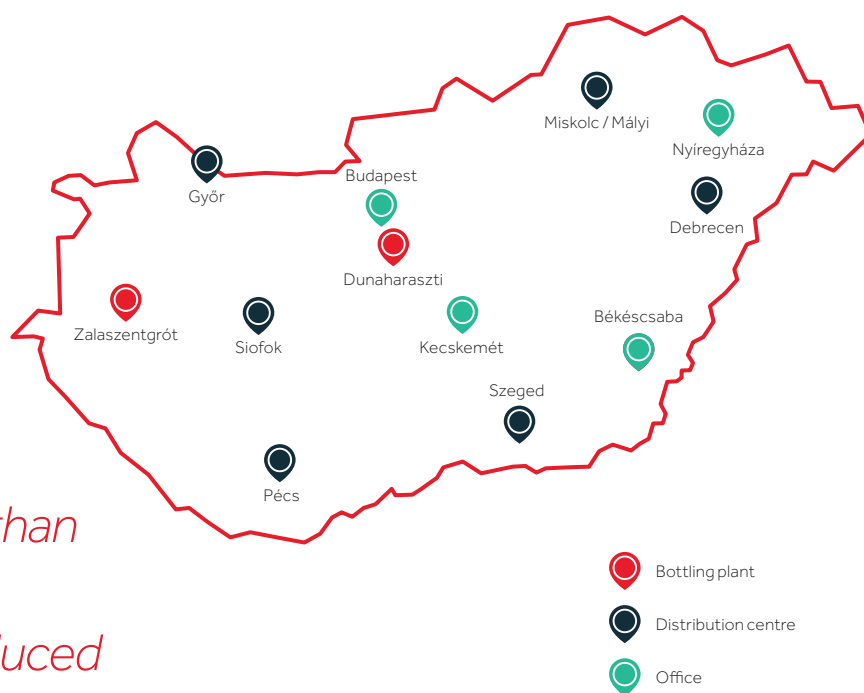 Miskolc / Mályi
Nyíregyháza
Budapest
Győr
Debrecen
Dunaharaszti
Békéscsaba
Zalaszentgrót
Siofok
Kecskemét
Szeged
Pécs
than
uced
Bottling plant
Distribution centre
Office